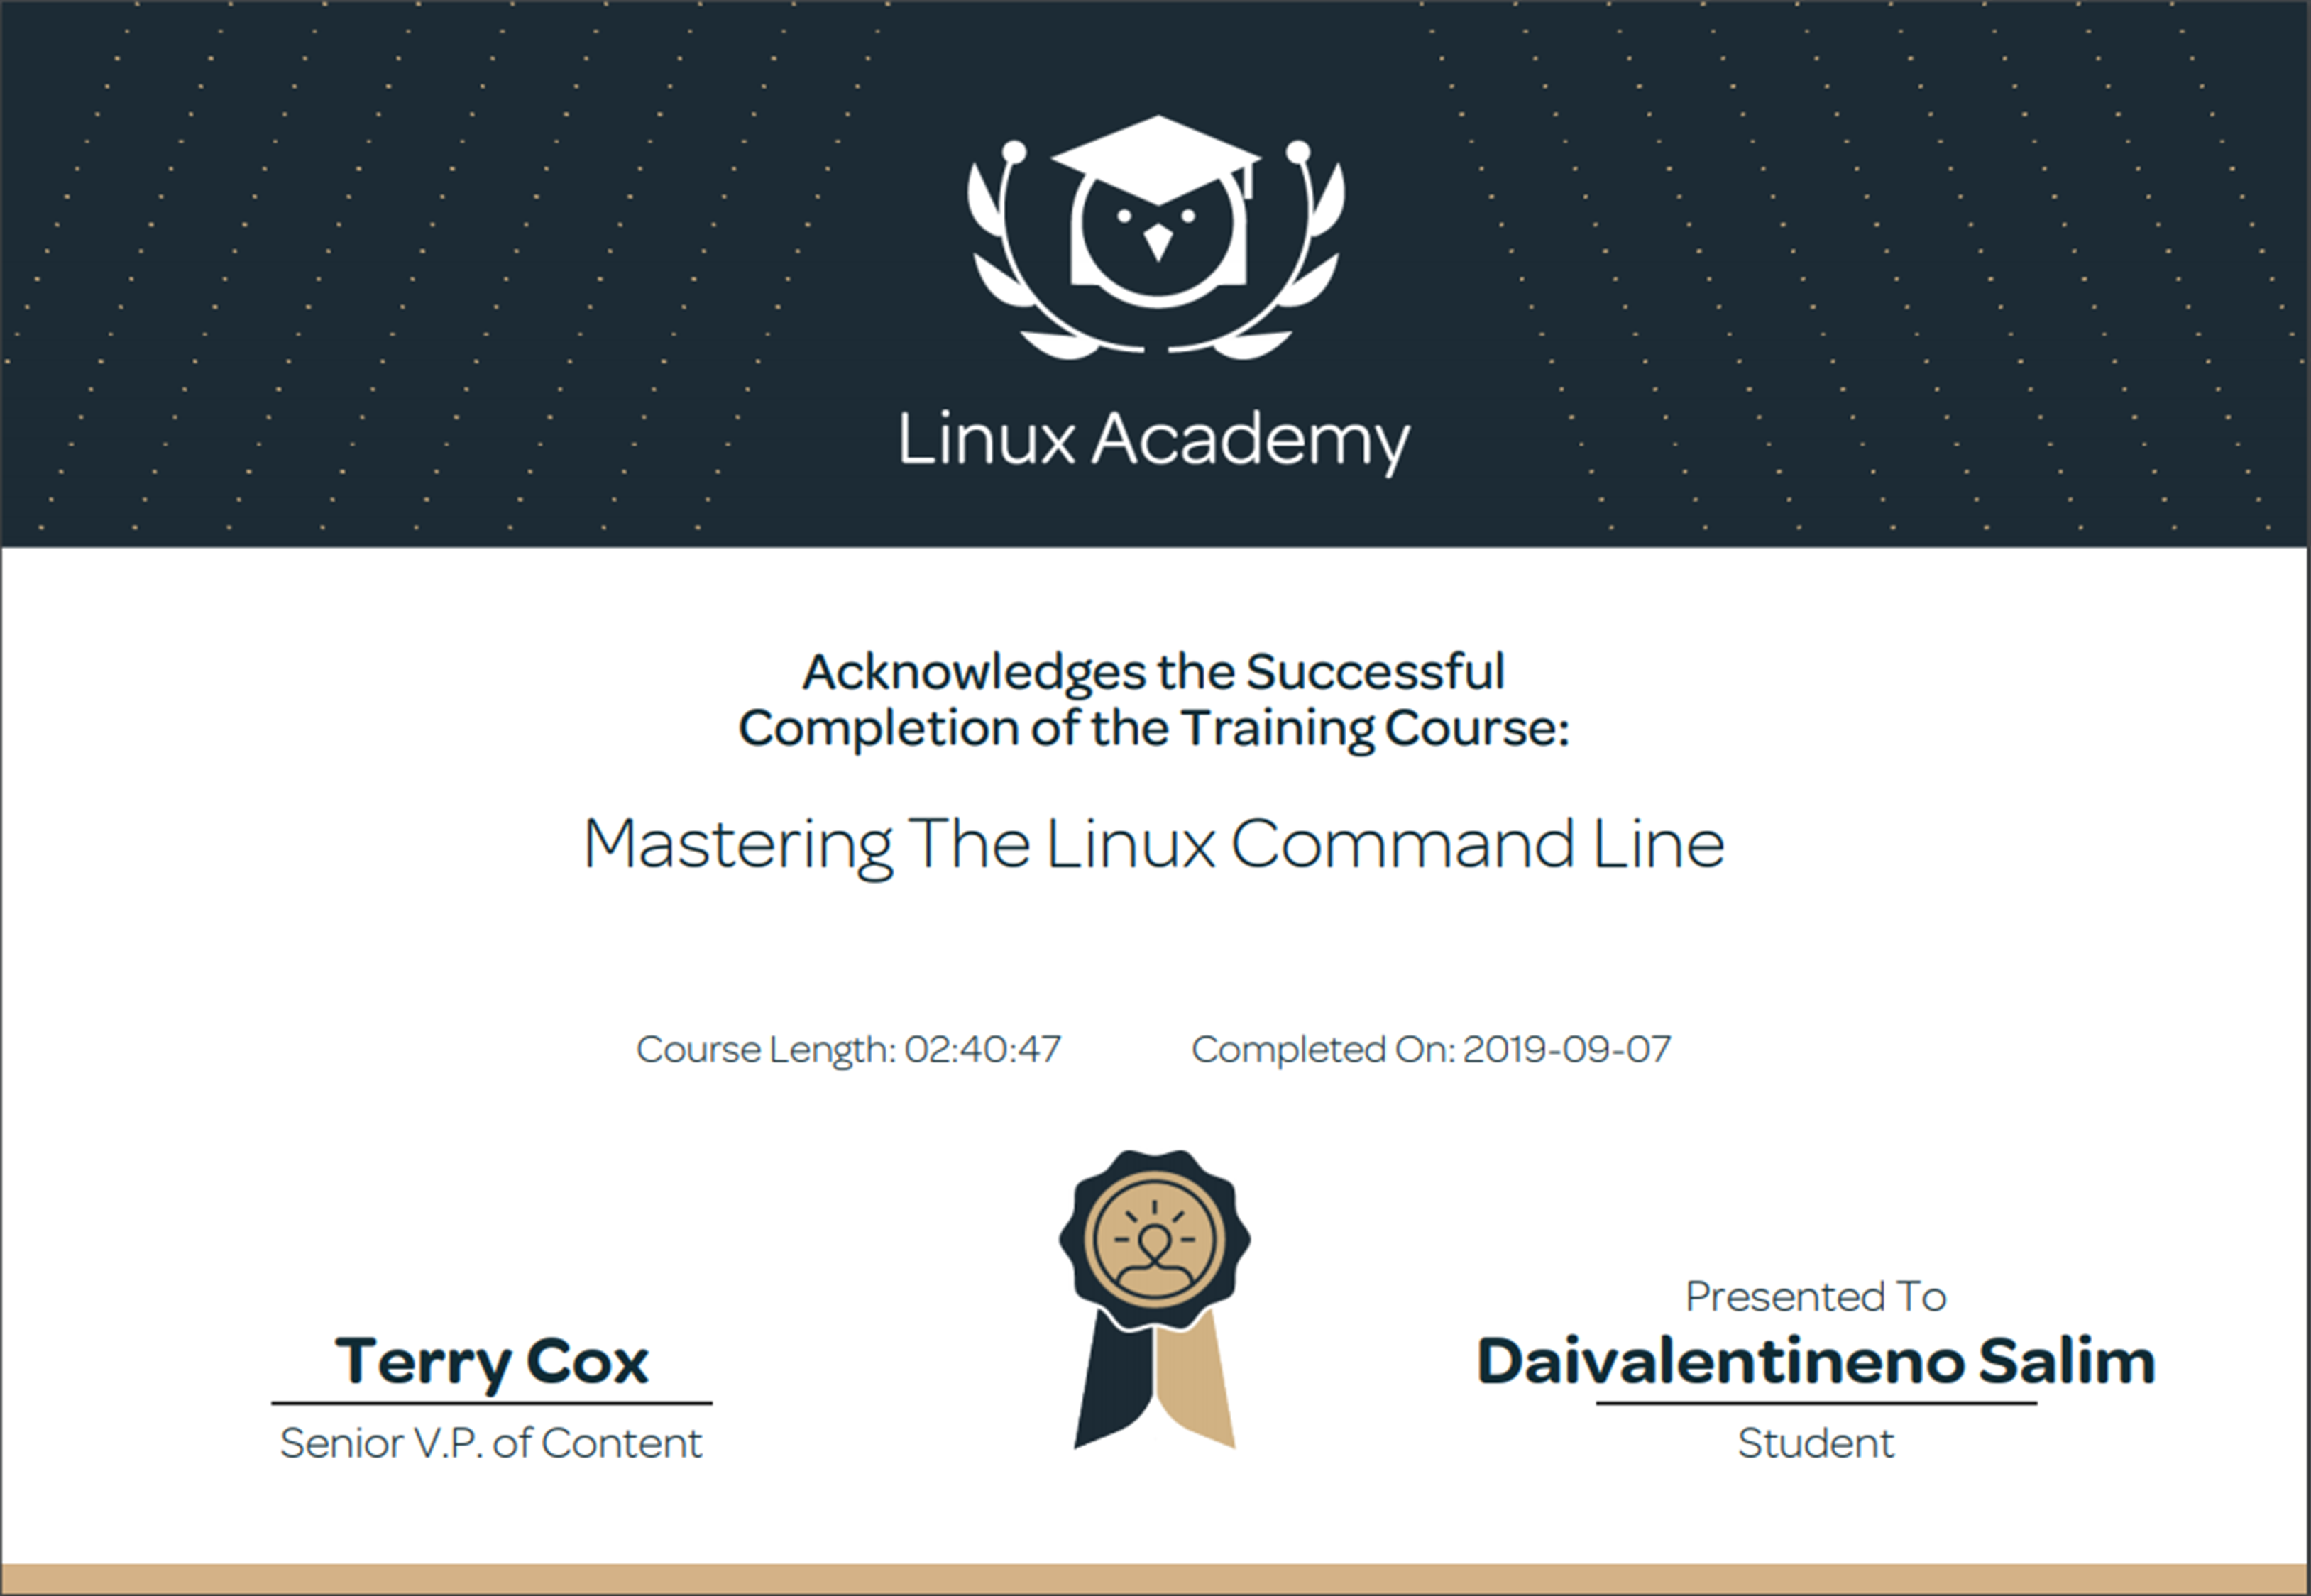 Linux Academy
Acknowledges the Successful
Completion of the Training Course:
Mastering The Linux Command Line
Course Length: 02:40:47
Completed On: 2019-09-07
Terry Cox
Senior V.P. of Content
Presented To
Daivalentineno Salim
Student